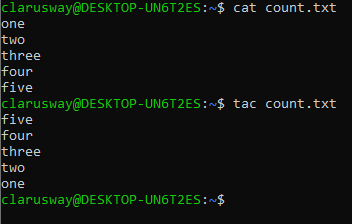 clarusway@DESKTOP-UN6T2ES:~$ cat count.txt
one
two
three
four
five
clarusway@DESKTOP-UN6T2ES:~$ tac count.txt
five
four
three
two
one
clarusway@DESKTOP-UN6T2ES:~$